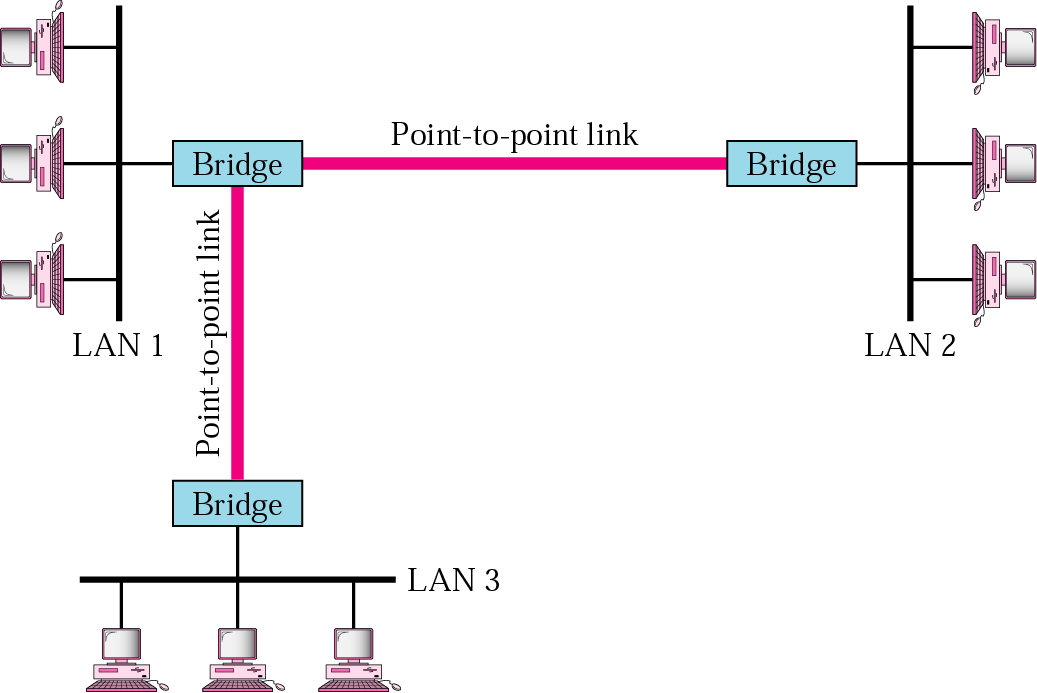 Point-to-point link
Bridge
Bridge
Point-to-point link
LAN 1
LAN 2
Bridge
LAN 3